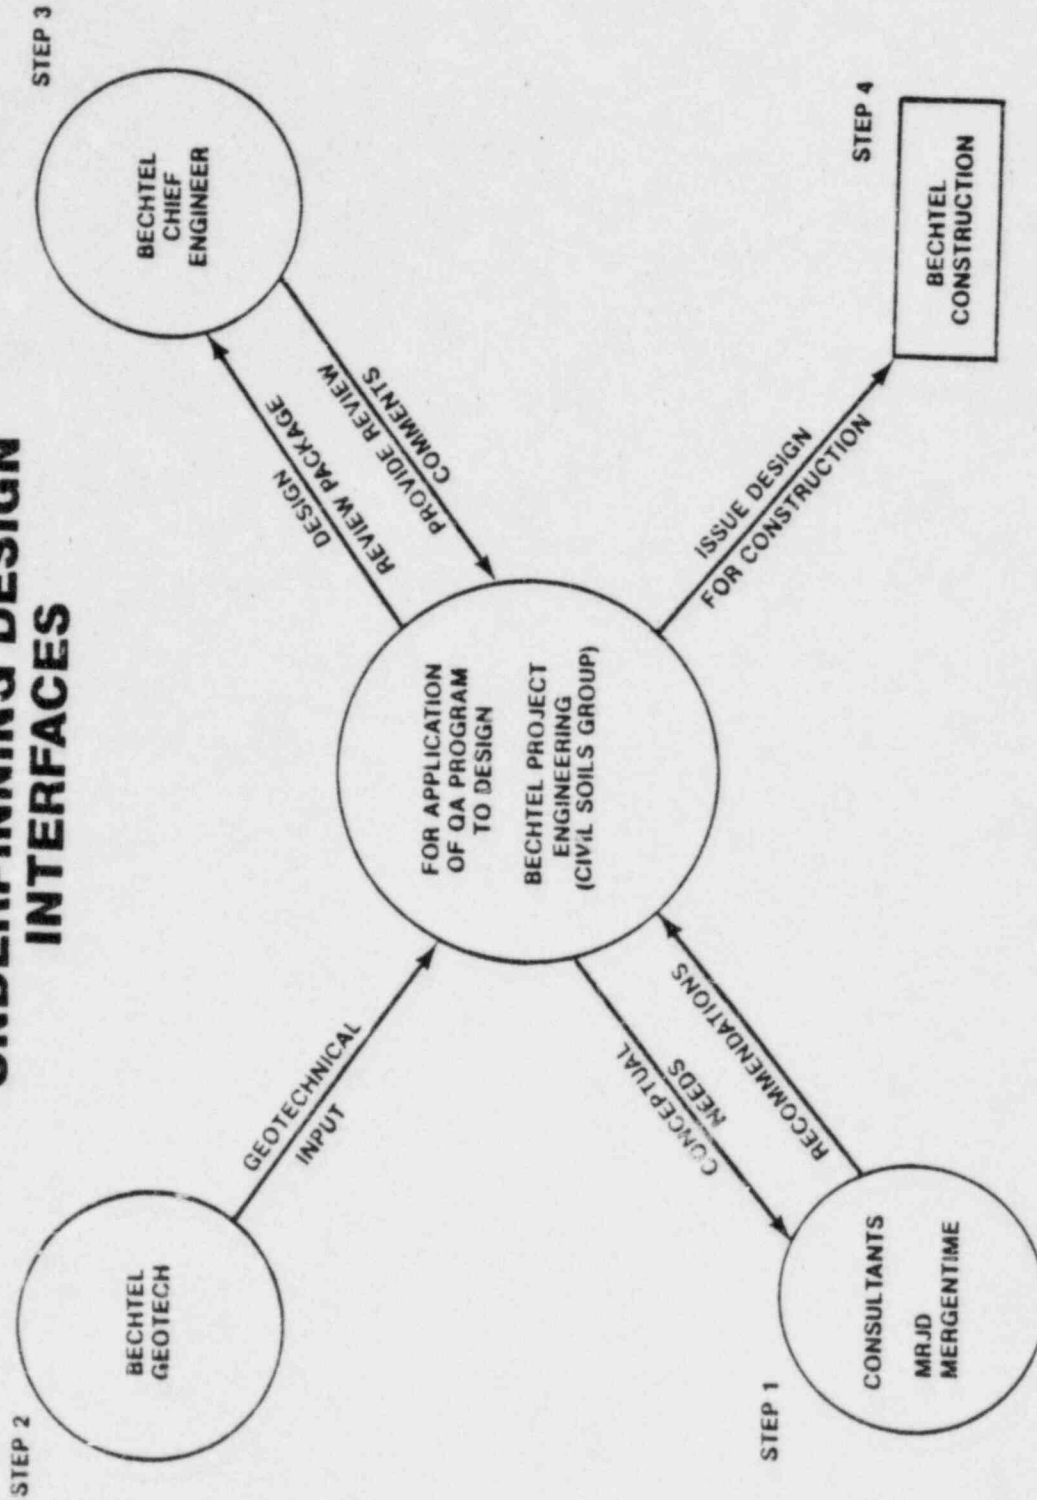 UNDERPINNING DESIGN
INTERFACES
STEP 2
BECHTEL
GEOTECH
GEOTECHNICAL
INPUT
STEP 3
BECHTEL
CHIEF
ENGINEER
DESIGN
REVIEW PACKAGE
PROVIDE REVIEW
COMMENTS
FOR APPLICATION
OF QA PROGRAM
TO DESIGN
BECHTEL PROJECT
ENGINEERING
(CIVIL SOILS GROUP)
CONCEPTUAL
NEEDS
RECOMMENDATIONS
STEP 1
CONSULTANTS
MRJD
MERGENTIME
ISSUE DESIGN
FOR CONSTRUCTION
STEP 4
BECHTEL
CONSTRUCTION